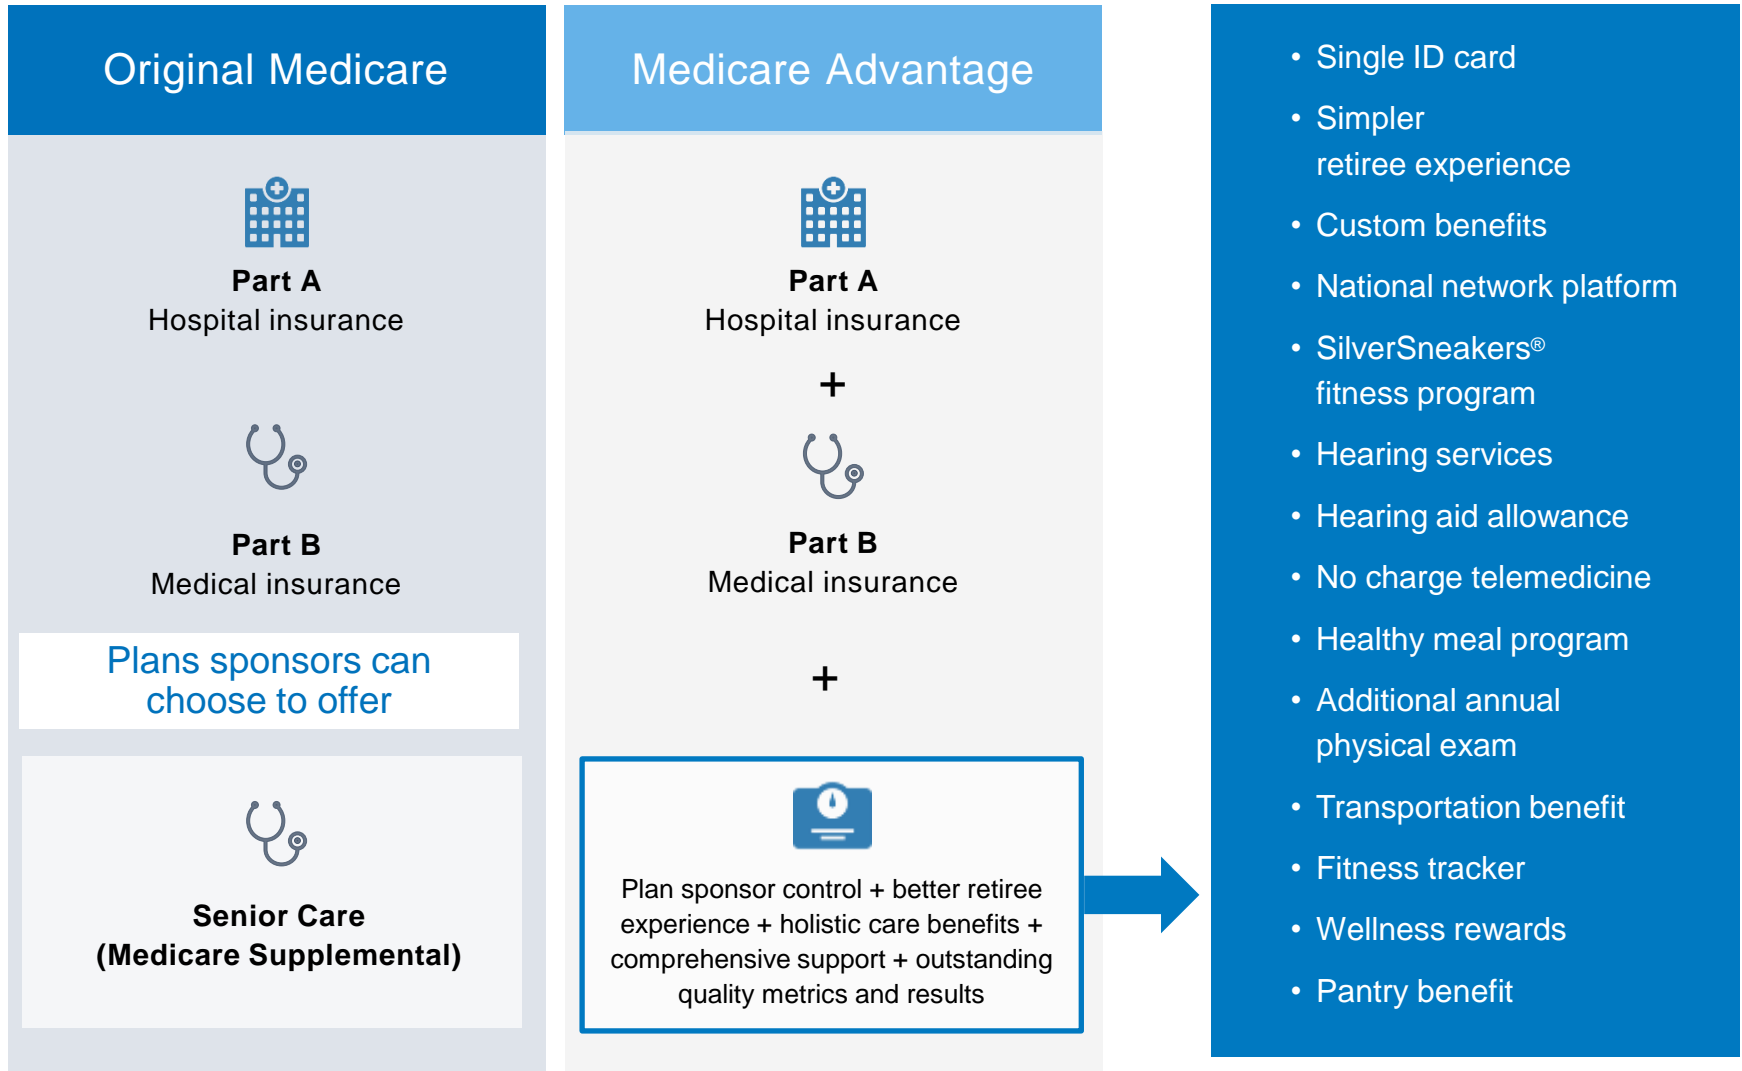 Original Medicare
Part A
Hospital insurance
Part B
Medical insurance
Plans sponsors can
choose to offer
Senior Care
(Medicare Supplemental)
Medicare Advantage
Part A
Hospital insurance
+
Part B
Medical insurance
+
Plan sponsor control + better retiree
experience + holistic care benefits +
comprehensive support + outstanding
quality metrics and results
• Single ID card
• Simpler
retiree experience
• Custom benefits
• National network platform
• SilverSneakers®
fitness program
• Hearing services
• Hearing aid allowance
• No charge telemedicine
• Healthy meal program
• Additional annual
physical exam
• Transportation benefit
• Fitness tracker
• Wellness rewards
• Pantry benefit